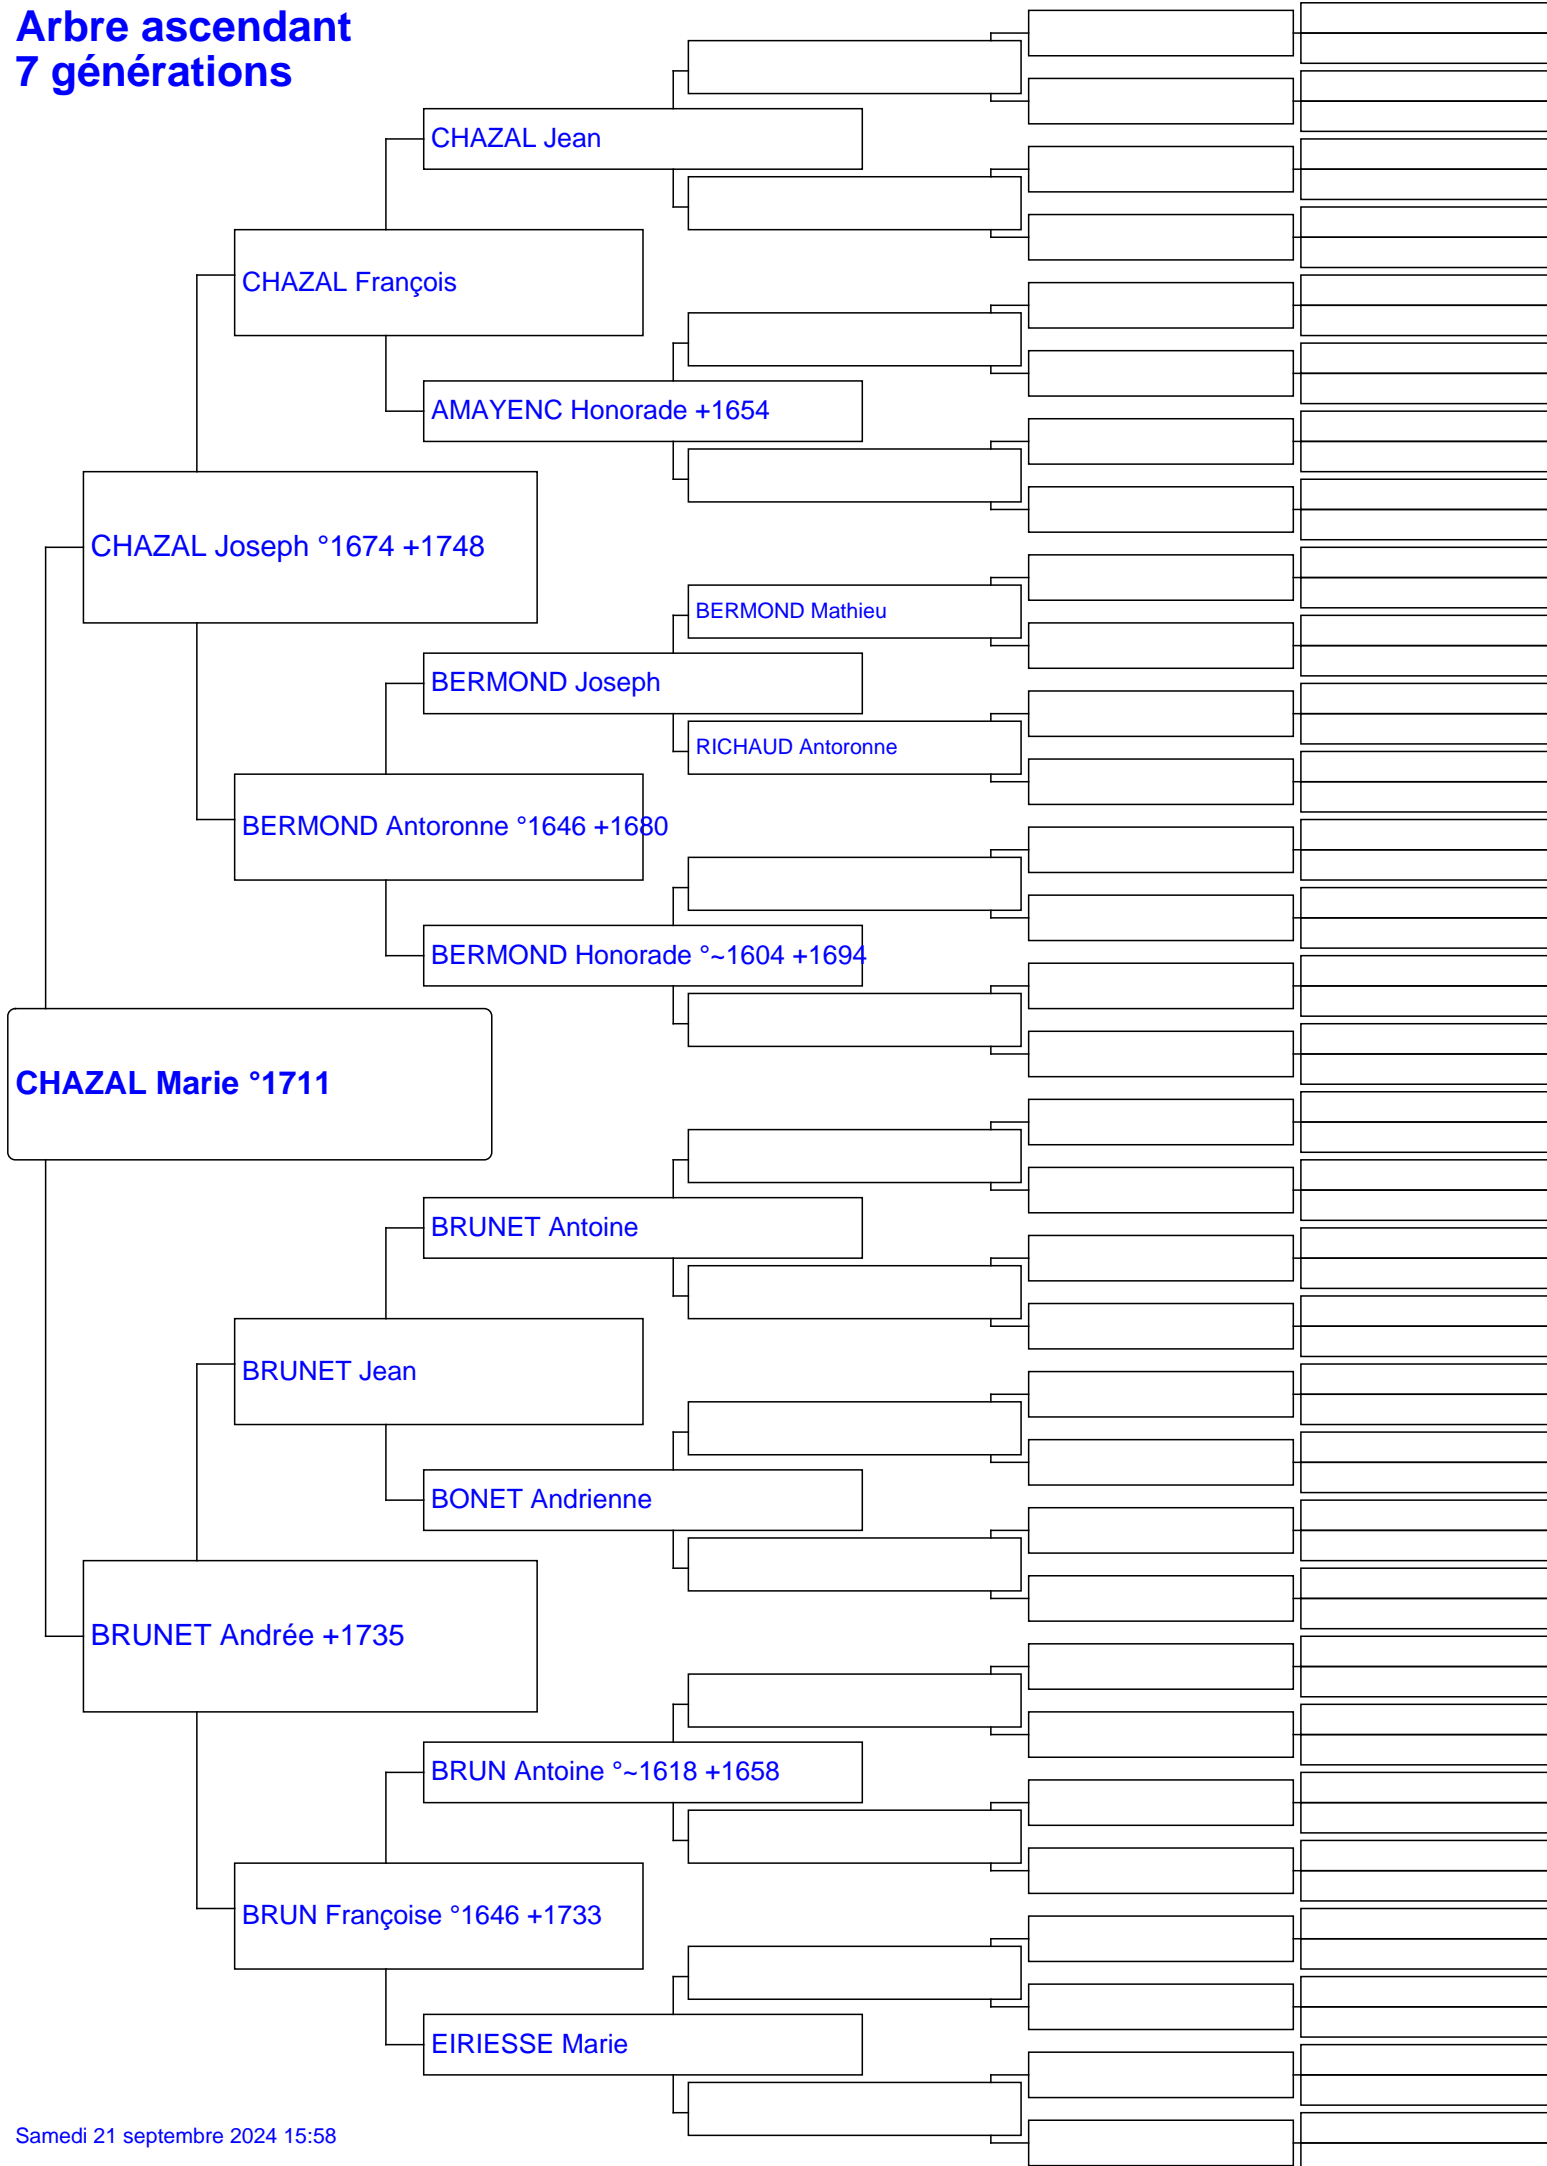 Arbre ascendant
7 générations
CHAZAL Jean
CHAZAL François
AMAYENC Honorade +1654
CHAZAL Joseph °1674 +1748
BERMOND Mathieu
BERMOND Joseph
RICHAUD Antoronne
BERMOND Antoronne °1646 +1680
BERMOND Honorade °~1604 +1694
CHAZAL Marie °1711
BRUNET Antoine
BRUNET Jean
BONET Andrienne
BRUNET Andrée +1735
BRUN Antoine °~1618 +1658
BRUN Françoise °1646 +1733
EIRIESSE Marie
Samedi 21 septembre 2024 15:58